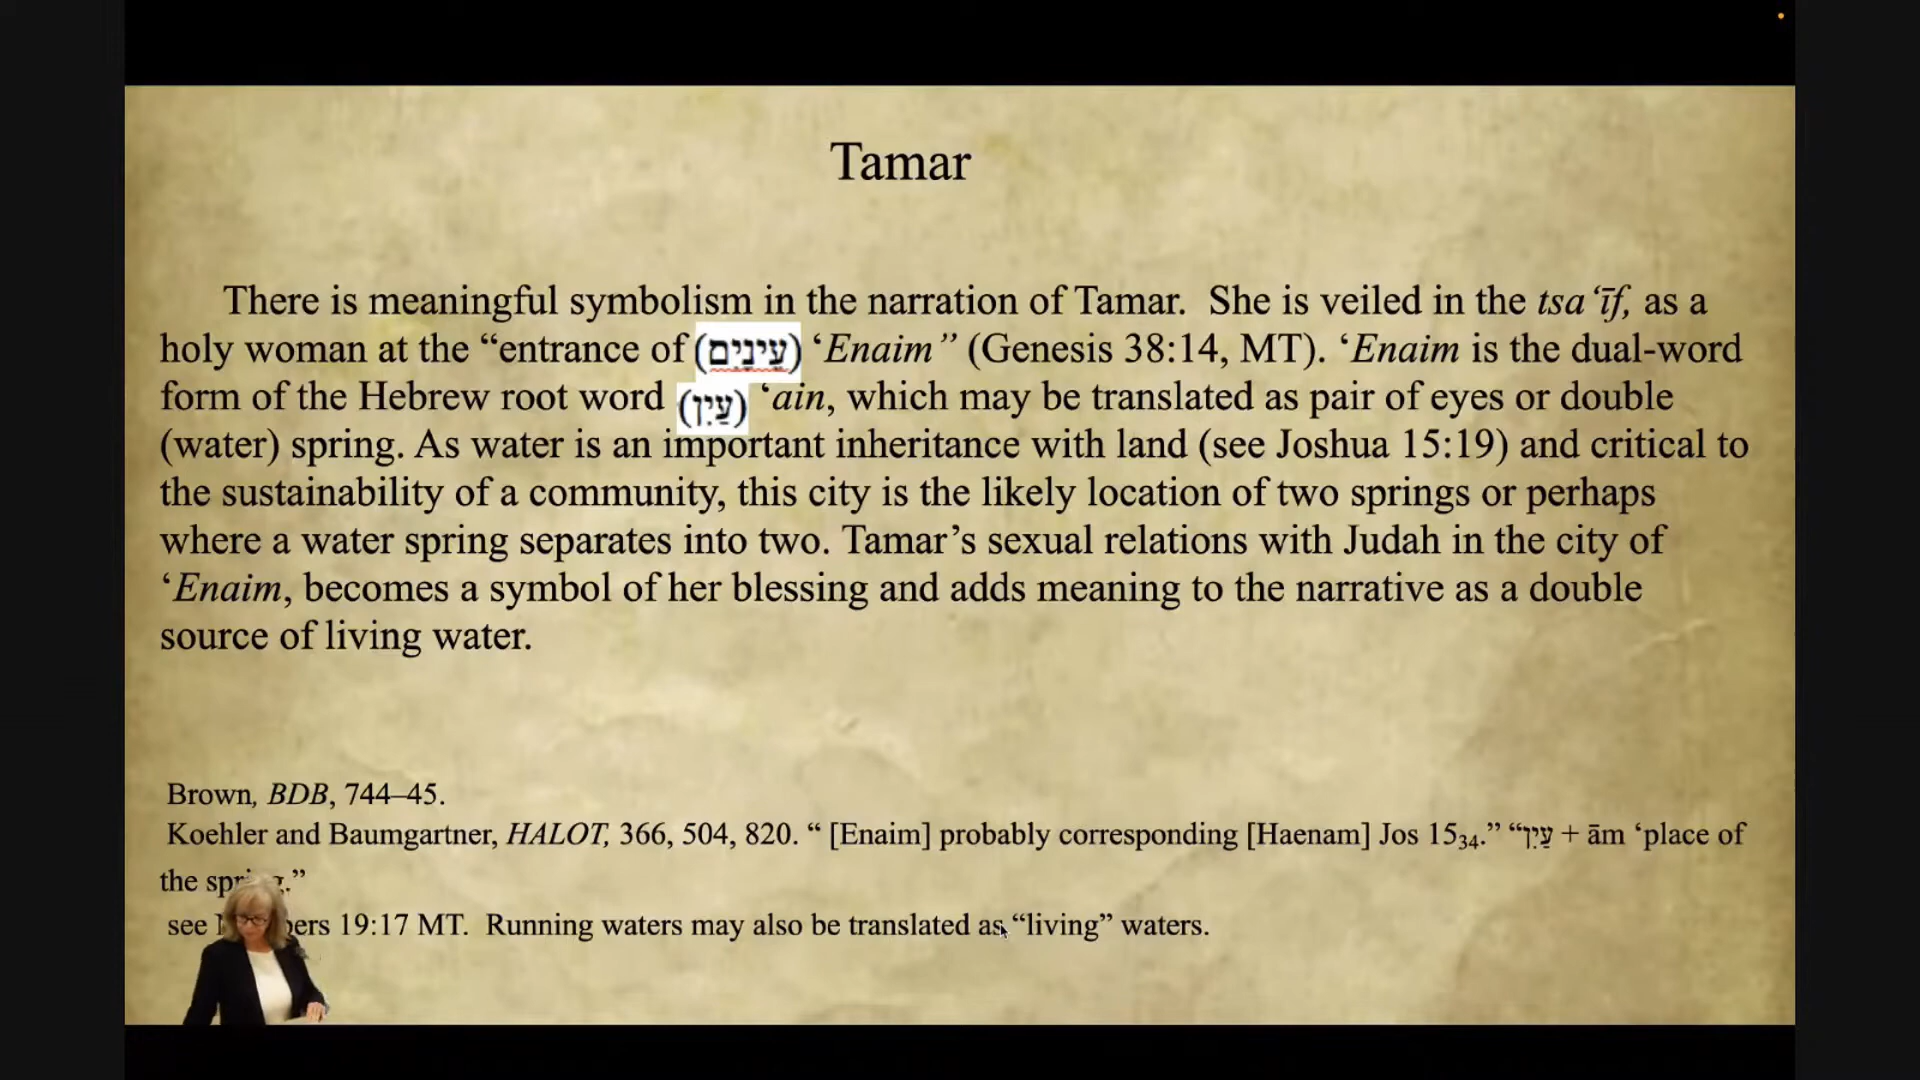 Tamar
There is meaningful symbolism in the narration of Tamar. She is veiled in the tsa‘īf, as a
holy woman at the “entrance of (עֵינַיִם) ‘Enaim” (Genesis 38:14, MT). ‘Enaim is the dual-word
form of the Hebrew root word (עַיִן) ‘ain, which may be translated as pair of eyes or double
(water) spring. As water is an important inheritance with land (see Joshua 15:19) and critical to
the sustainability of a community, this city is the likely location of two springs or perhaps
where a water spring separates into two. Tamar’s sexual relations with Judah in the city of
‘Enaim, becomes a symbol of her blessing and adds meaning to the narrative as a double
source of living water.
Brown, BDB, 744–45.
Koehler and Baumgartner, HALOT, 366, 504, 820. “ [Enaim] probably corresponding [Haenam] Jos 15₃₄.” “עַיִן + ām ‘place of
the
see 19:17 MT. Running waters may also be translated as “living” waters.